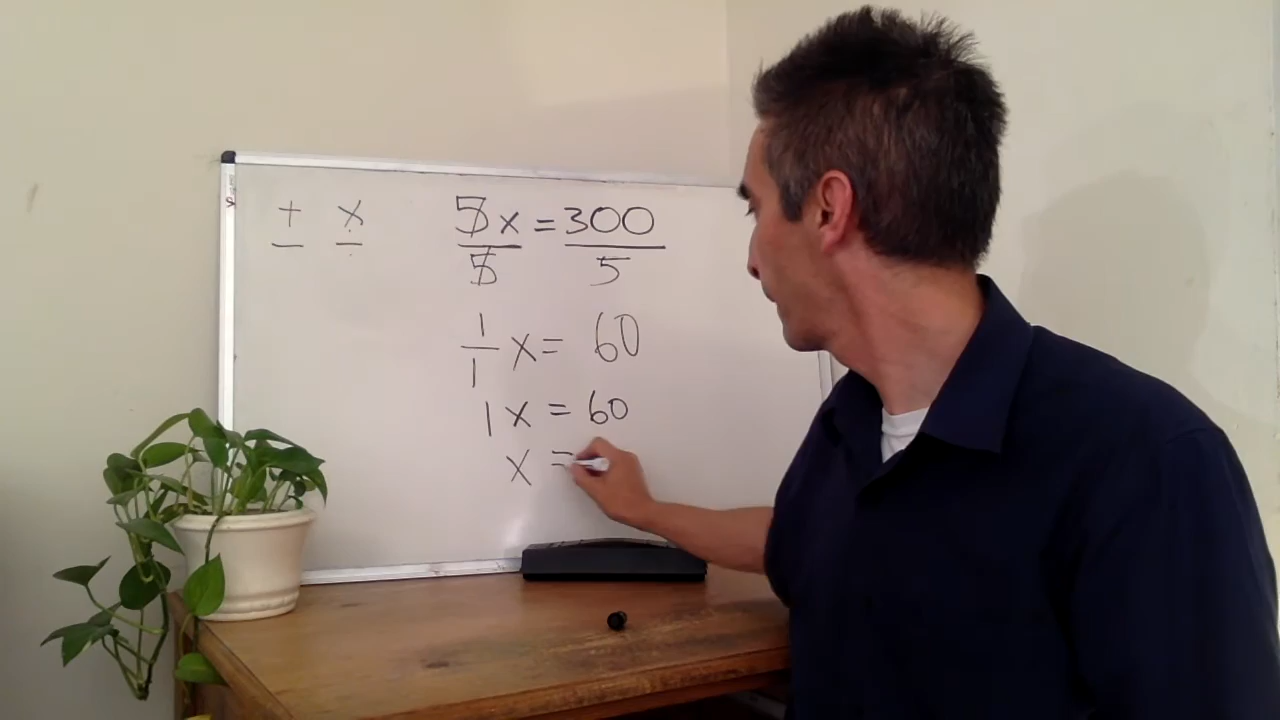 + x
— ÷
5x = 300
5 5
1
1 x = 60
1x = 60
x =